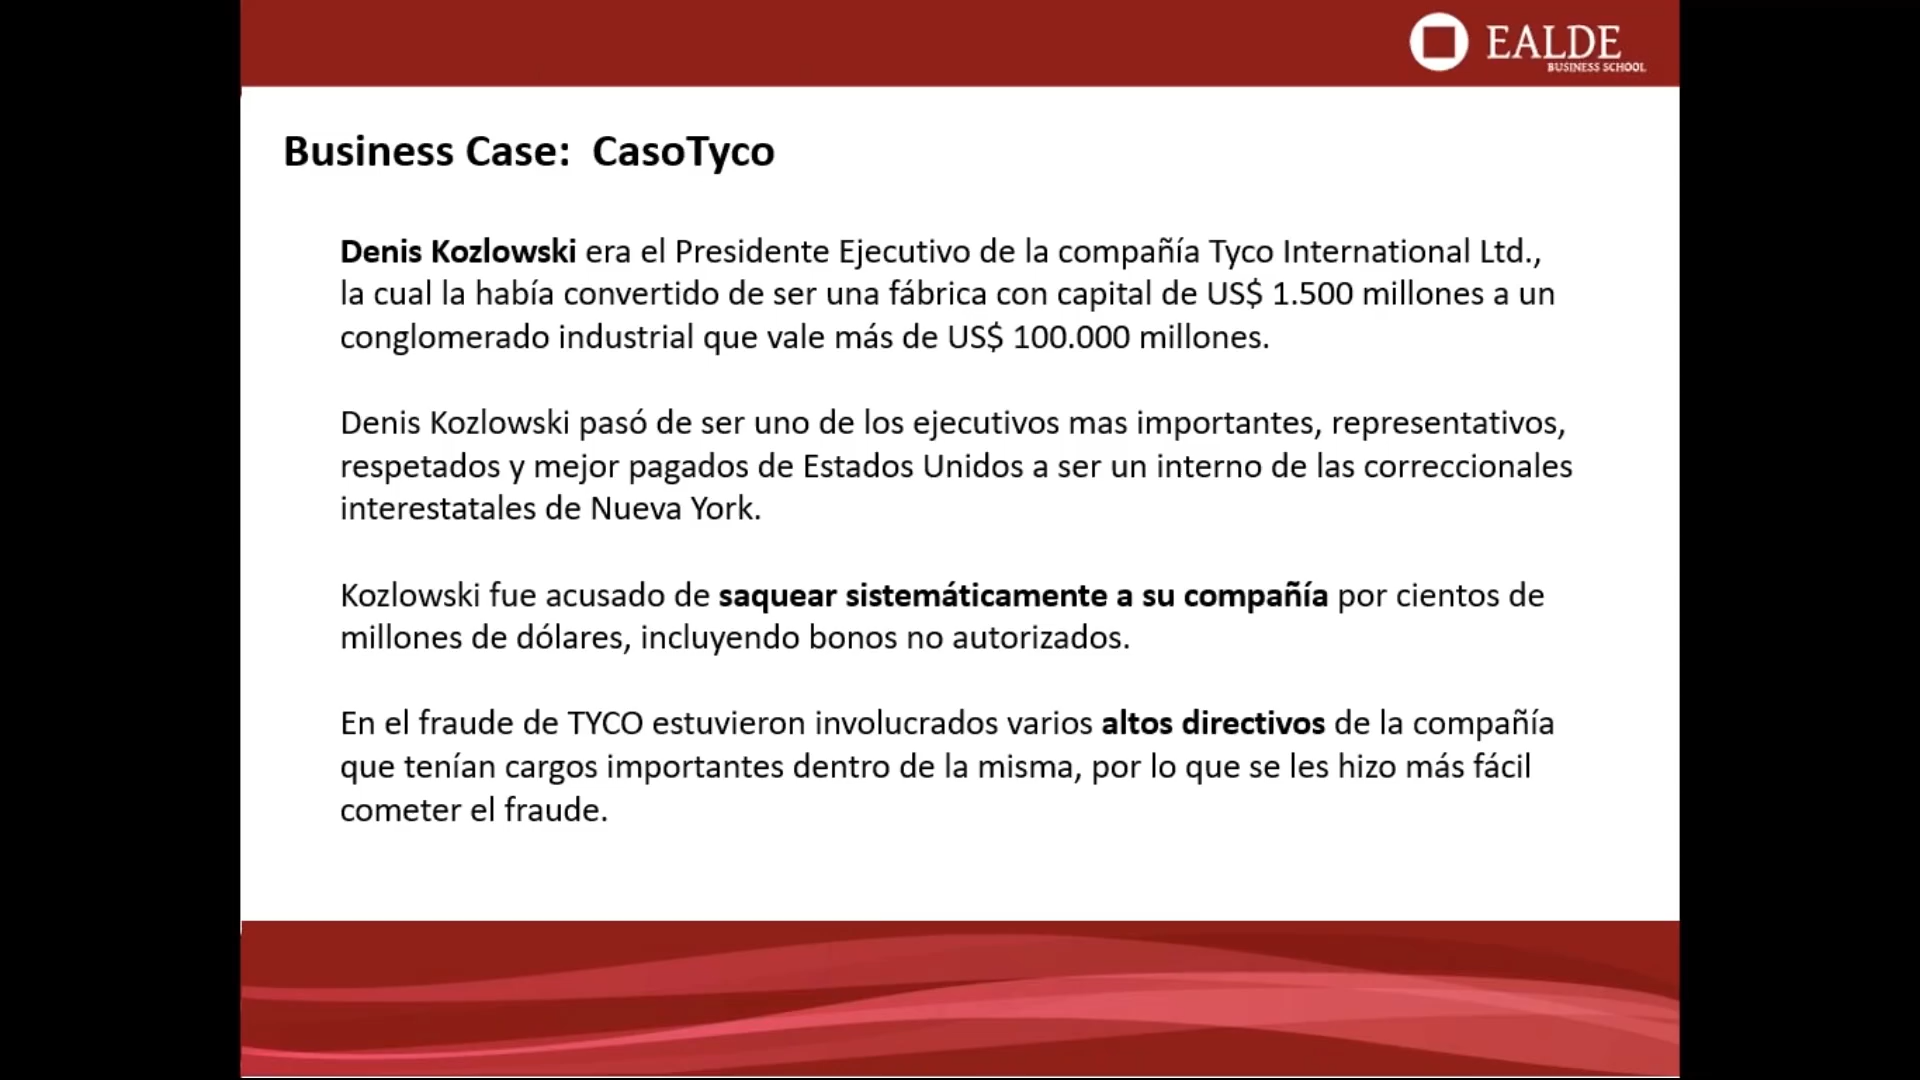 EALDE
BUSINESS SCHOOL
Business Case:  CasoTyco
Denis Kozlowski era el Presidente Ejecutivo de la compañía Tyco International Ltd.,
la cual la había convertido de ser una fábrica con capital de US$ 1.500 millones a un
conglomerado industrial que vale más de US$ 100.000 millones.
Denis Kozlowski pasó de ser uno de los ejecutivos mas importantes, representativos,
respetados y mejor pagados de Estados Unidos a ser un interno de las correccionales
interestatales de Nueva York.
Kozlowski fue acusado de saquear sistemáticamente a su compañía por cientos de
millones de dólares, incluyendo bonos no autorizados.
En el fraude de TYCO estuvieron involucrados varios altos directivos de la compañía
que tenían cargos importantes dentro de la misma, por lo que se les hizo más fácil
cometer el fraude.